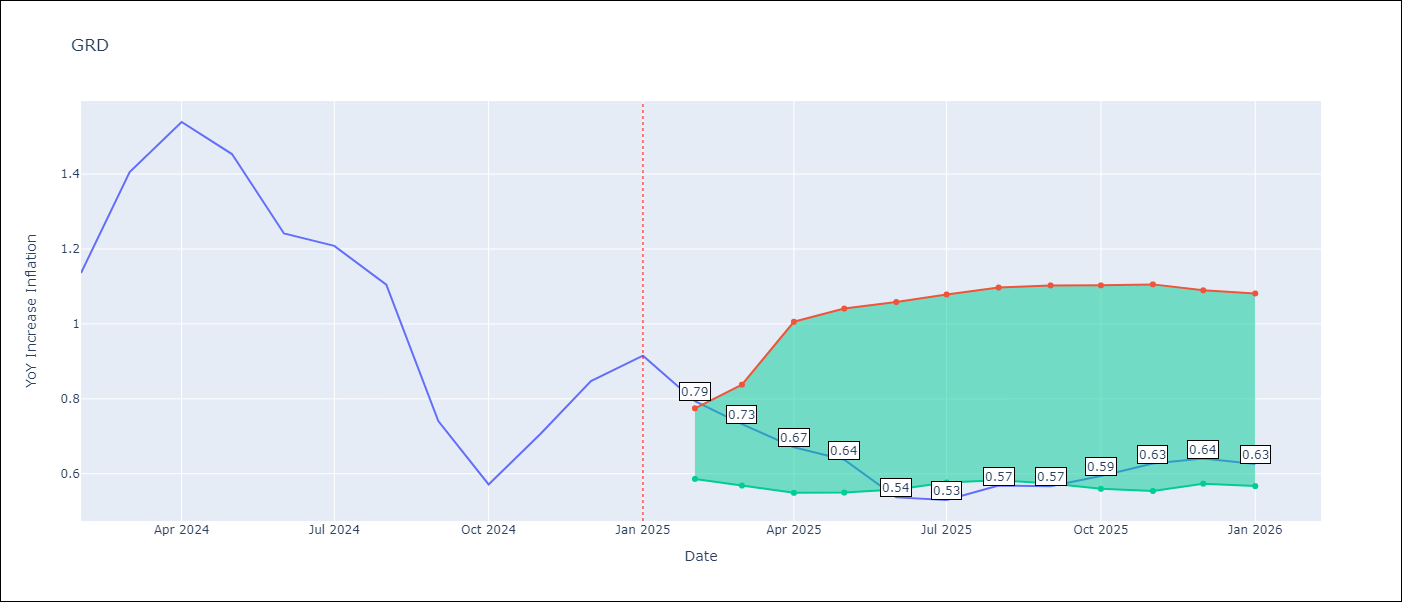 GRD
YoY Increase Inflation
1.4
1.2
1
0.8
0.6
0.79
0.73
0.67
0.64
0.54
0.53
0.57
0.57
0.59
0.63
0.64
0.63
Apr 2024
Jul 2024
Oct 2024
Jan 2025
Apr 2025
Jul 2025
Oct 2025
Jan 2026
Date